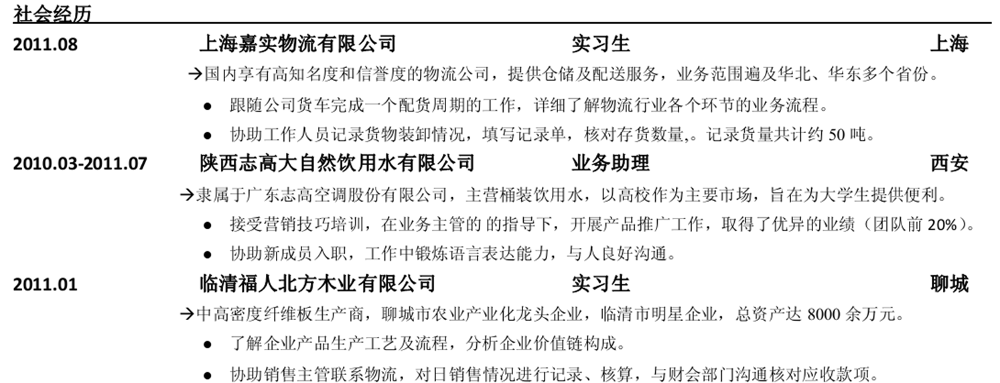 社会经历
2011.08 上海嘉实物流有限公司 实习生 上海
→国内享有高知名度和信誉度的物流公司，提供仓储及配送服务，业务范围遍及华北、华东多个省份。
● 跟随公司货车完成一个配货周期的工作，详细了解物流行业各个环节的业务流程。
● 协助工作人员记录货物装卸情况，填写记录单，核对存货数量,。记录货量共计约 50 吨。
2010.03-2011.07 陕西志高大自然饮用水有限公司 业务助理 西安
→隶属于广东志高空调股份有限公司，主营桶装饮用水，以高校作为主要市场，旨在为大学生提供便利。
● 接受营销技巧培训，在业务主管的 的指导下，开展产品推广工作，取得了优异的业绩（团队前 20%）。
● 协助新成员入职，工作中锻炼语言表达能力，与人良好沟通。
2011.01 临清福人北方木业有限公司 实习生 聊城
→中高密度纤维板生产商，聊城市农业产业化龙头企业，临清市明星企业，总资产达 8000 余万元。
● 了解企业产品生产工艺及流程，分析企业价值链构成。
● 协助销售主管联系物流，对日销售情况进行记录、核算，与财会部门沟通核对应收款项。